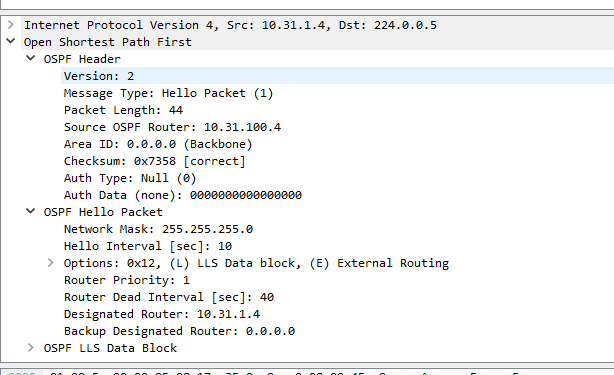 Internet Protocol Version 4, Src: 10.31.1.4, Dst: 224.0.0.5
Open Shortest Path First
OSPF Header
Version: 2
Message Type: Hello Packet (1)
Packet Length: 44
Source OSPF Router: 10.31.100.4
Area ID: 0.0.0.0 (Backbone)
Checksum: 0x7358 [correct]
Auth Type: Null (0)
Auth Data (none): 0000000000000000
OSPF Hello Packet
Network Mask: 255.255.255.0
Hello Interval [sec]: 10
Options: 0x12, (L) LLS Data block, (E) External Routing
Router Priority: 1
Router Dead Interval [sec]: 40
Designated Router: 10.31.1.4
Backup Designated Router: 0.0.0.0
OSPF LLS Data Block